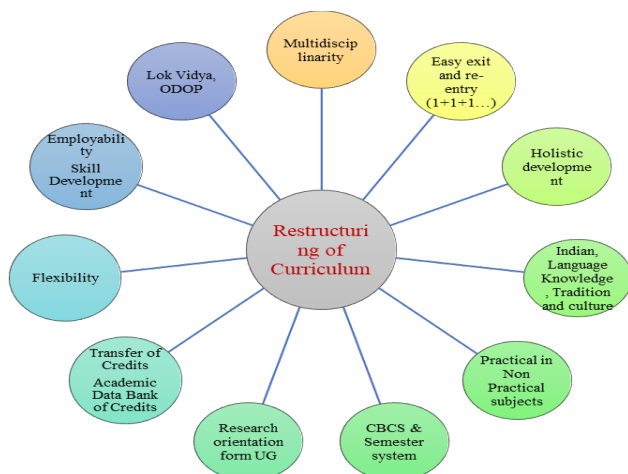 Multidiscip
linarity
Easy exit
and re-
entry
(1+1+1...)
Holistic
developme
nt
Indian,
Language
Knowledge
, Tradition
and culture
Practical in
Non
Practical
subjects
CBCS &
Semester
system
Research
orientation
form UG
Transfer of
Credits
Academic
Data Bank
of Credits
Flexibility
Employabili
ty
Skill
Developme
nt
Lok Vidya,
ODOP
Restructuri
ng of
Curriculum